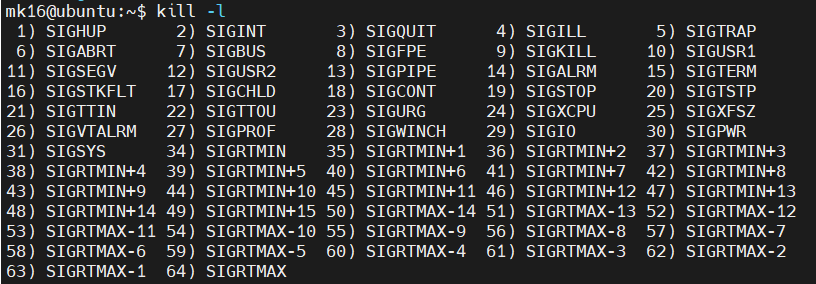 mk16@ubuntu:~$ kill -l
 1) SIGHUP       2) SIGINT       3) SIGQUIT      4) SIGILL       5) SIGTRAP
 6) SIGABRT      7) SIGBUS       8) SIGFPE       9) SIGKILL     10) SIGUSR1
11) SIGSEGV     12) SIGUSR2     13) SIGPIPE     14) SIGALRM     15) SIGTERM
16) SIGSTKFLT   17) SIGCHLD     18) SIGCONT     19) SIGSTOP     20) SIGTSTP
21) SIGTTIN     22) SIGTTOU     23) SIGURG      24) SIGXCPU     25) SIGXFSZ
26) SIGVTALRM   27) SIGPROF     28) SIGWINCH    29) SIGIO       30) SIGPWR
31) SIGSYS      34) SIGRTMIN    35) SIGRTMIN+1  36) SIGRTMIN+2  37) SIGRTMIN+3
38) SIGRTMIN+4  39) SIGRTMIN+5  40) SIGRTMIN+6  41) SIGRTMIN+7  42) SIGRTMIN+8
43) SIGRTMIN+9  44) SIGRTMIN+10 45) SIGRTMIN+11 46) SIGRTMIN+12 47) SIGRTMIN+13
48) SIGRTMIN+14 49) SIGRTMIN+15 50) SIGRTMAX-14 51) SIGRTMAX-13 52) SIGRTMAX-12
53) SIGRTMAX-11 54) SIGRTMAX-10 55) SIGRTMAX-9  56) SIGRTMAX-8  57) SIGRTMAX-7
58) SIGRTMAX-6  59) SIGRTMAX-5  60) SIGRTMAX-4  61) SIGRTMAX-3  62) SIGRTMAX-2
63) SIGRTMAX-1  64) SIGRTMAX